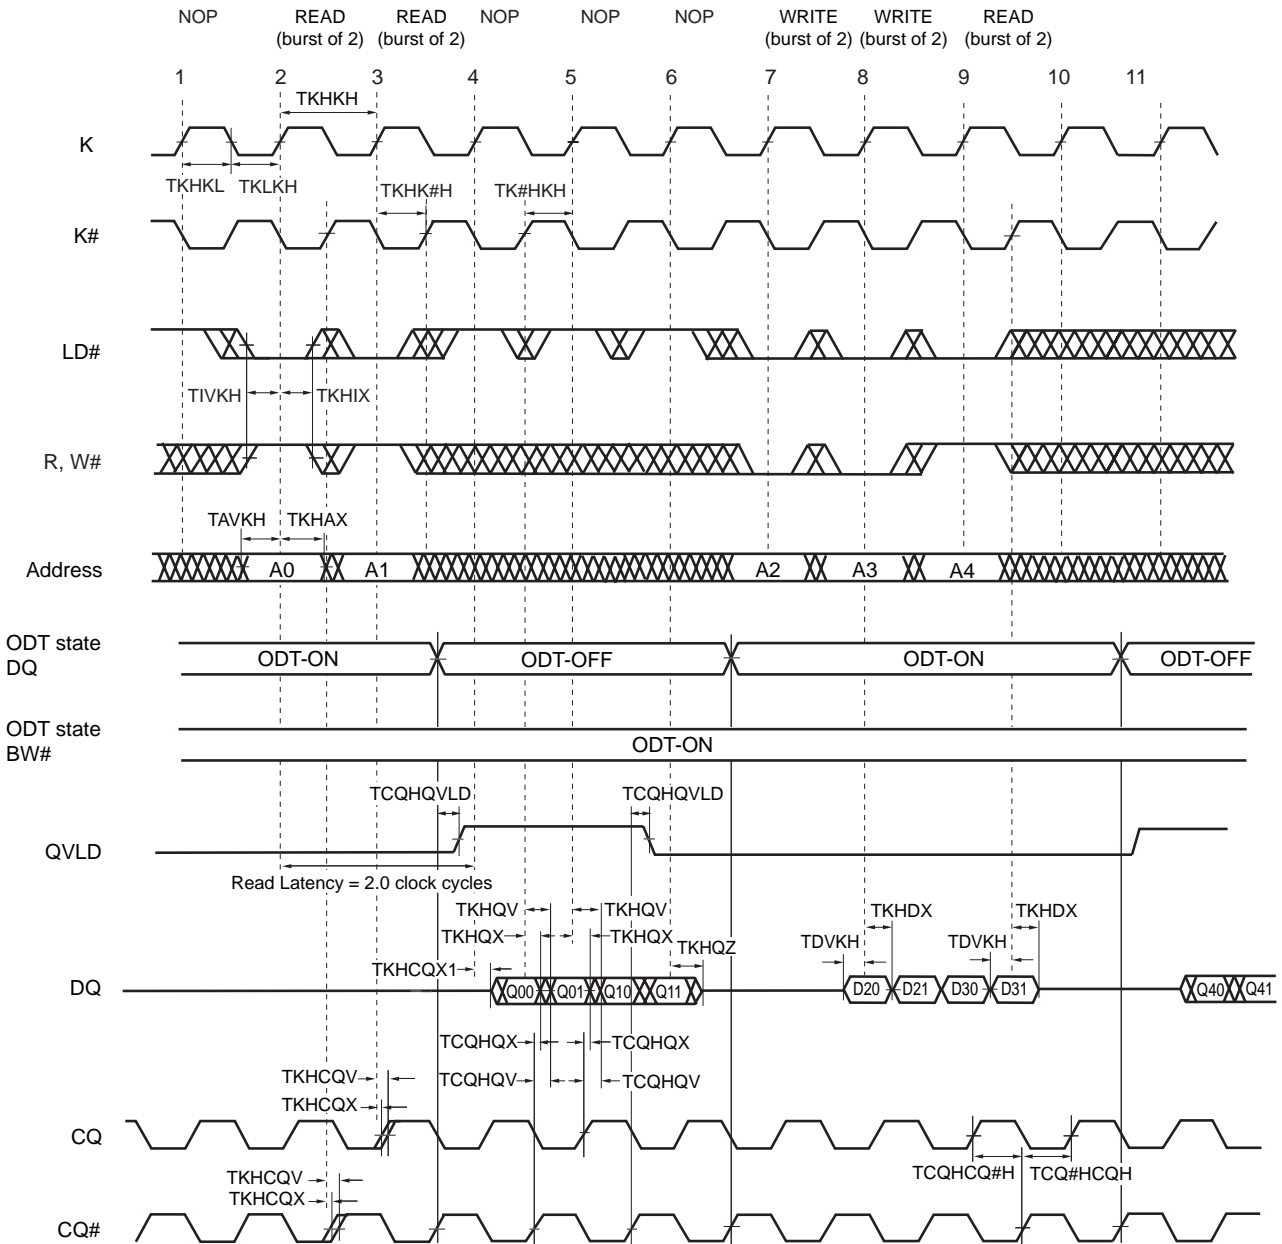 NOP READ READ NOP NOP NOP WRITE WRITE READ
(burst of 2) (burst of 2) (burst of 2) (burst of 2) (burst of 2)
1 2 3 4 5 6 7 8 9 10 11
TKHKH
K
TKHKL TKLKH TKHK#H TK#HKH
K#
LD#
TIVKH TKHIX
R, W#
TAVKH TKHAX
Address A0 A1 A2 A3 A4
ODT state
DQ
ODT-ON ODT-OFF ODT-ON ODT-OFF
ODT state
BW#
ODT-ON
TCQHQVLD TCQHQVLD
QVLD
Read Latency = 2.0 clock cycles
TKHQV TKHQV TKHDX TKHDX
TKHQX TKHQX TKHQZ TDVKH TDVKH
TKHCQX1
DQ Q00 Q01 Q10 Q11 D20 D21 D30 D31 Q40 Q41
TCQHQX TCQHQX
TKHCQV TCQHQV TCQHQV
TKHCQX
CQ
TCQHCQ#H TCQ#HCQH
TKHCQV
TKHCQX
CQ#